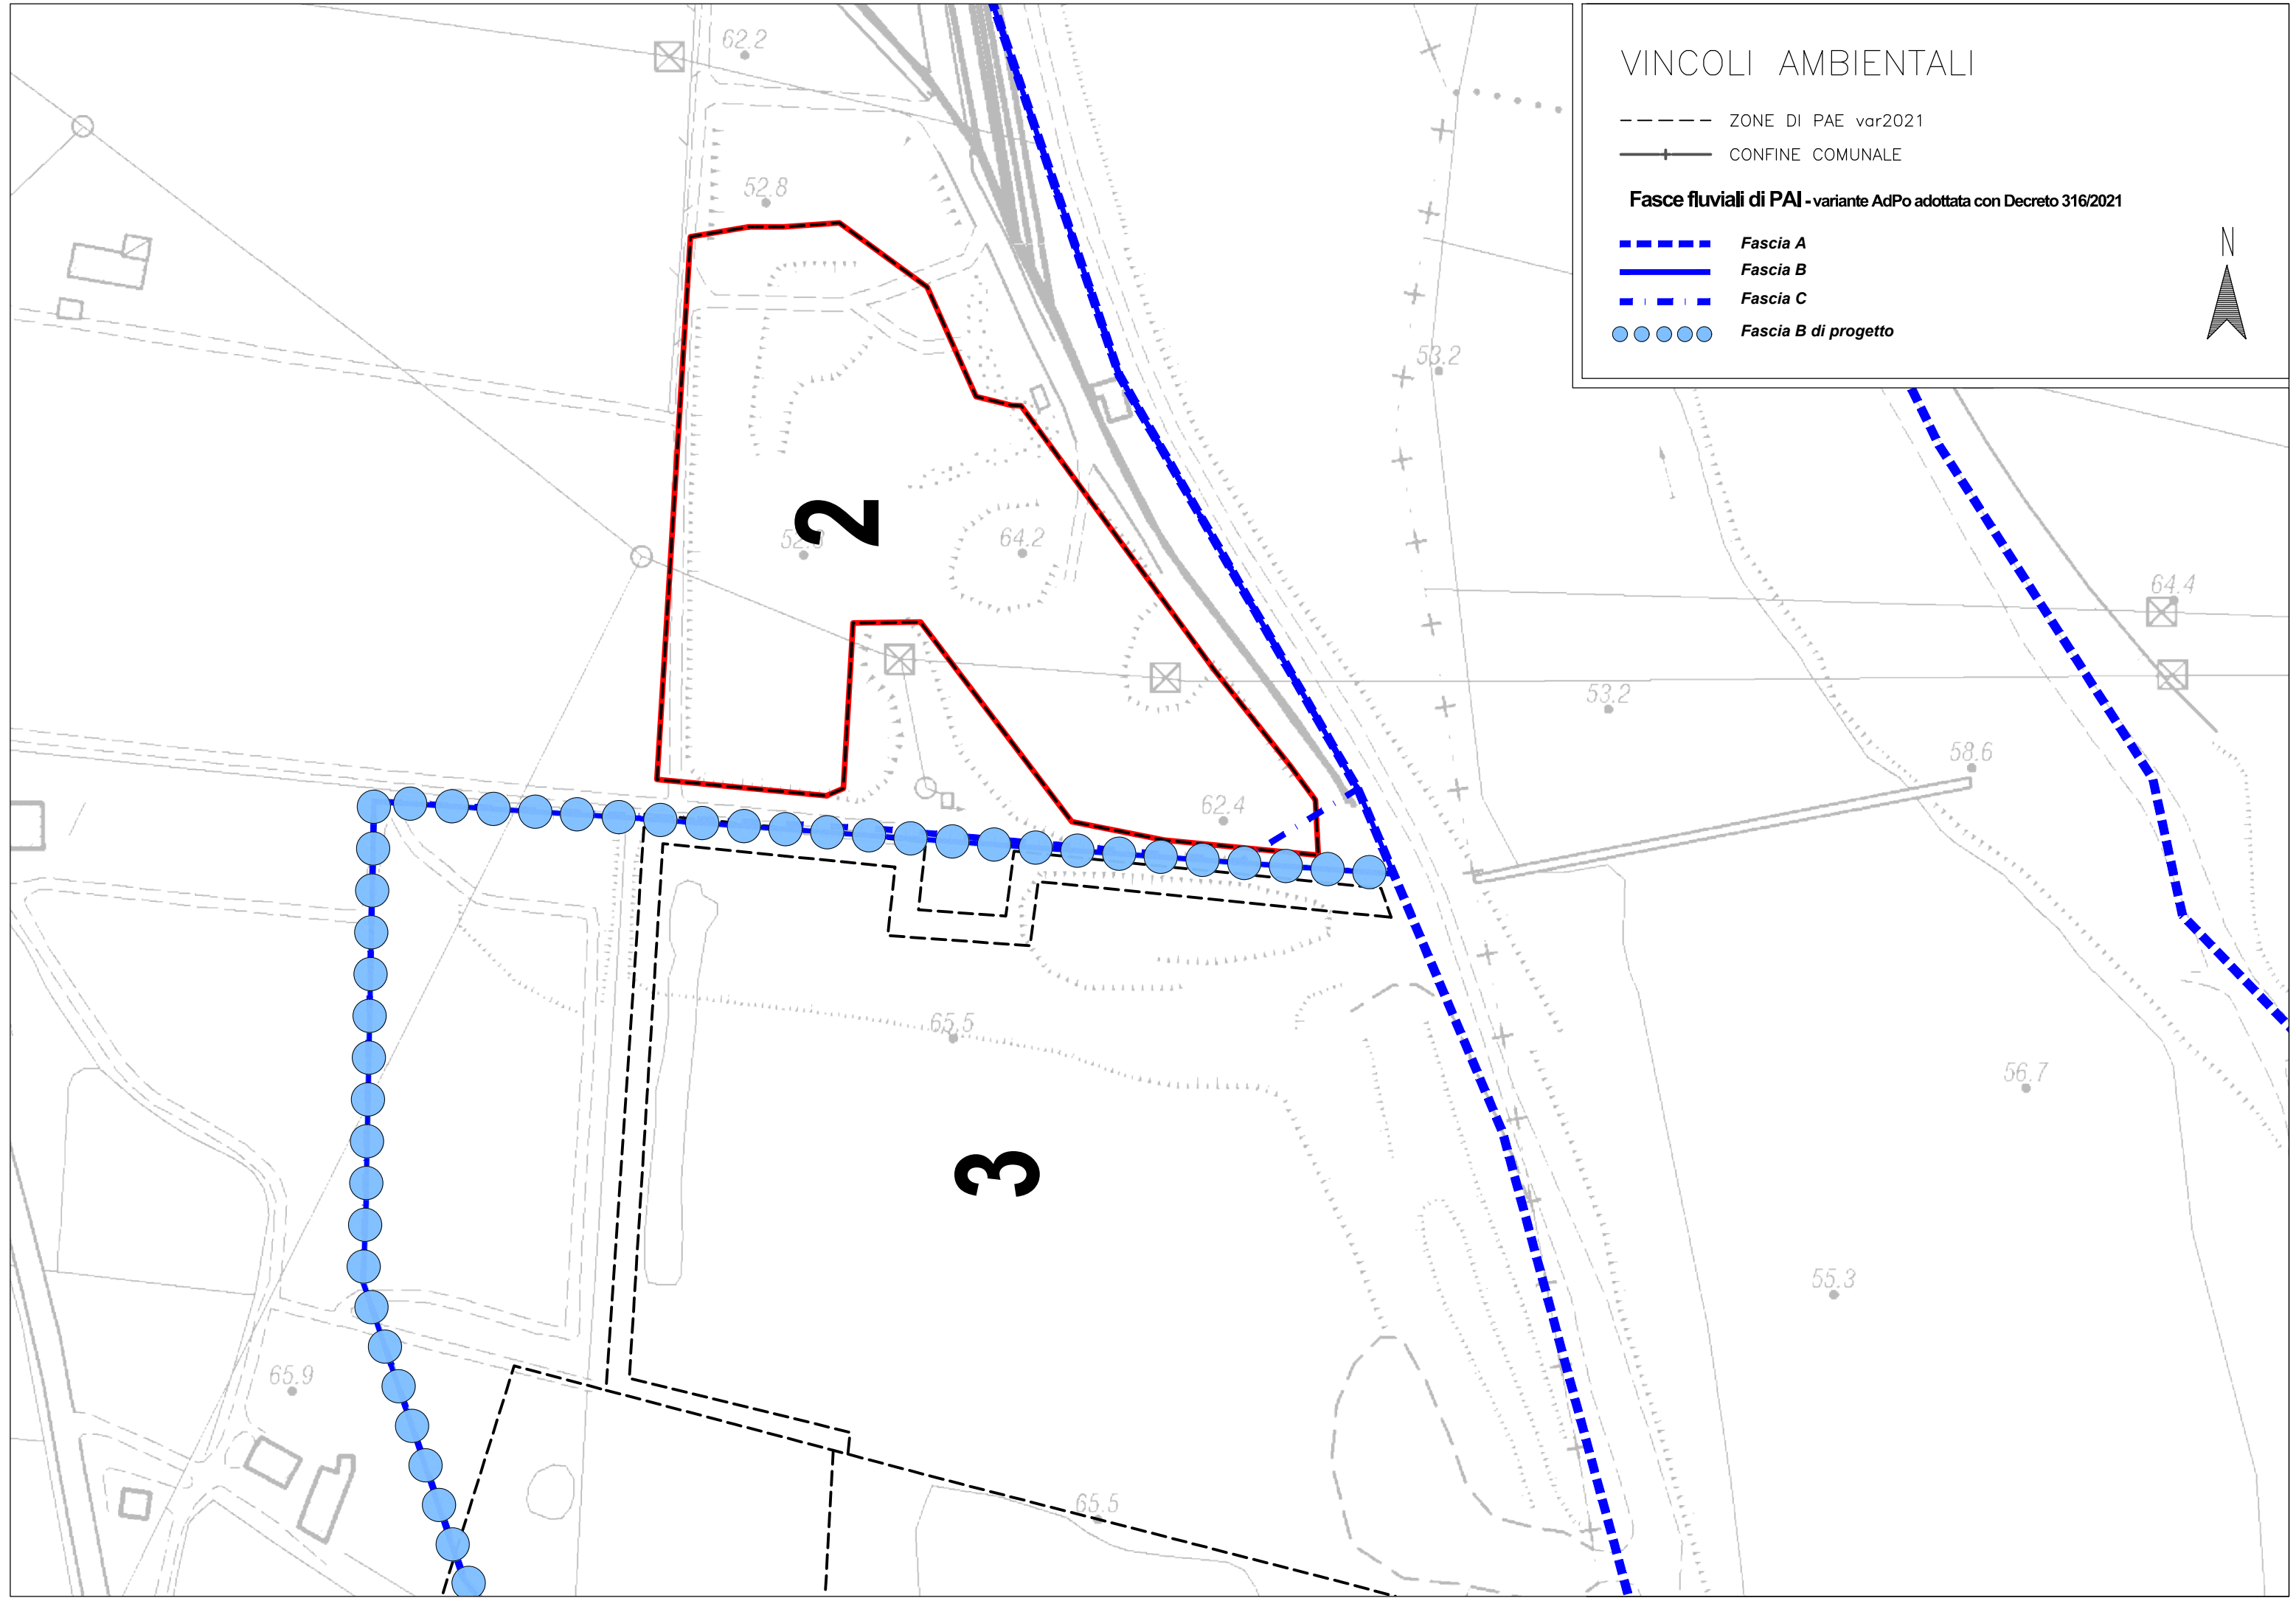 VINCOLI AMBIENTALI
ZONE DI PAE var2021
CONFINE COMUNALE
Fasce fluviali di PAI - variante AdPo adottata con Decreto 316/2021
Fascia A
Fascia B
Fascia C
Fascia B di progetto
N
62.2
52.8
53.2
2
64.2
64.4
53.2
58.6
62.4
65.5
56.7
3
55.3
65.9
65.5